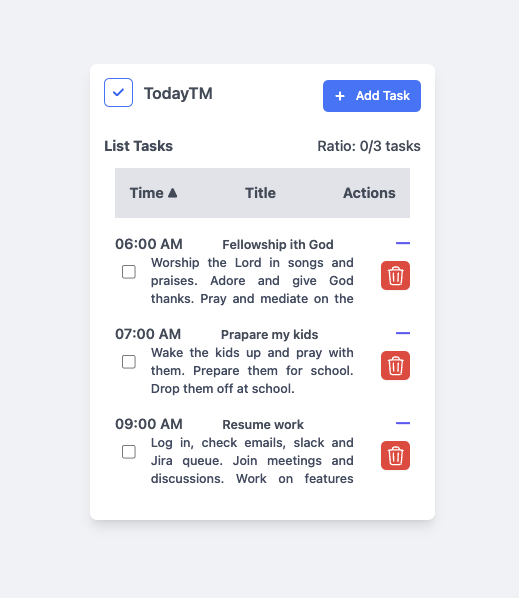 TodayTM
+ Add Task
List Tasks Ratio: 0/3 tasks
Time ▲ Title Actions
06:00 AM Fellowship ith God
Worship the Lord in songs and
praises. Adore and give God
thanks. Pray and mediate on the
07:00 AM Prapare my kids
Wake the kids up and pray with
them. Prepare them for school.
Drop them off at school.
09:00 AM Resume work
Log in, check emails, slack and
Jira queue. Join meetings and
discussions. Work on features